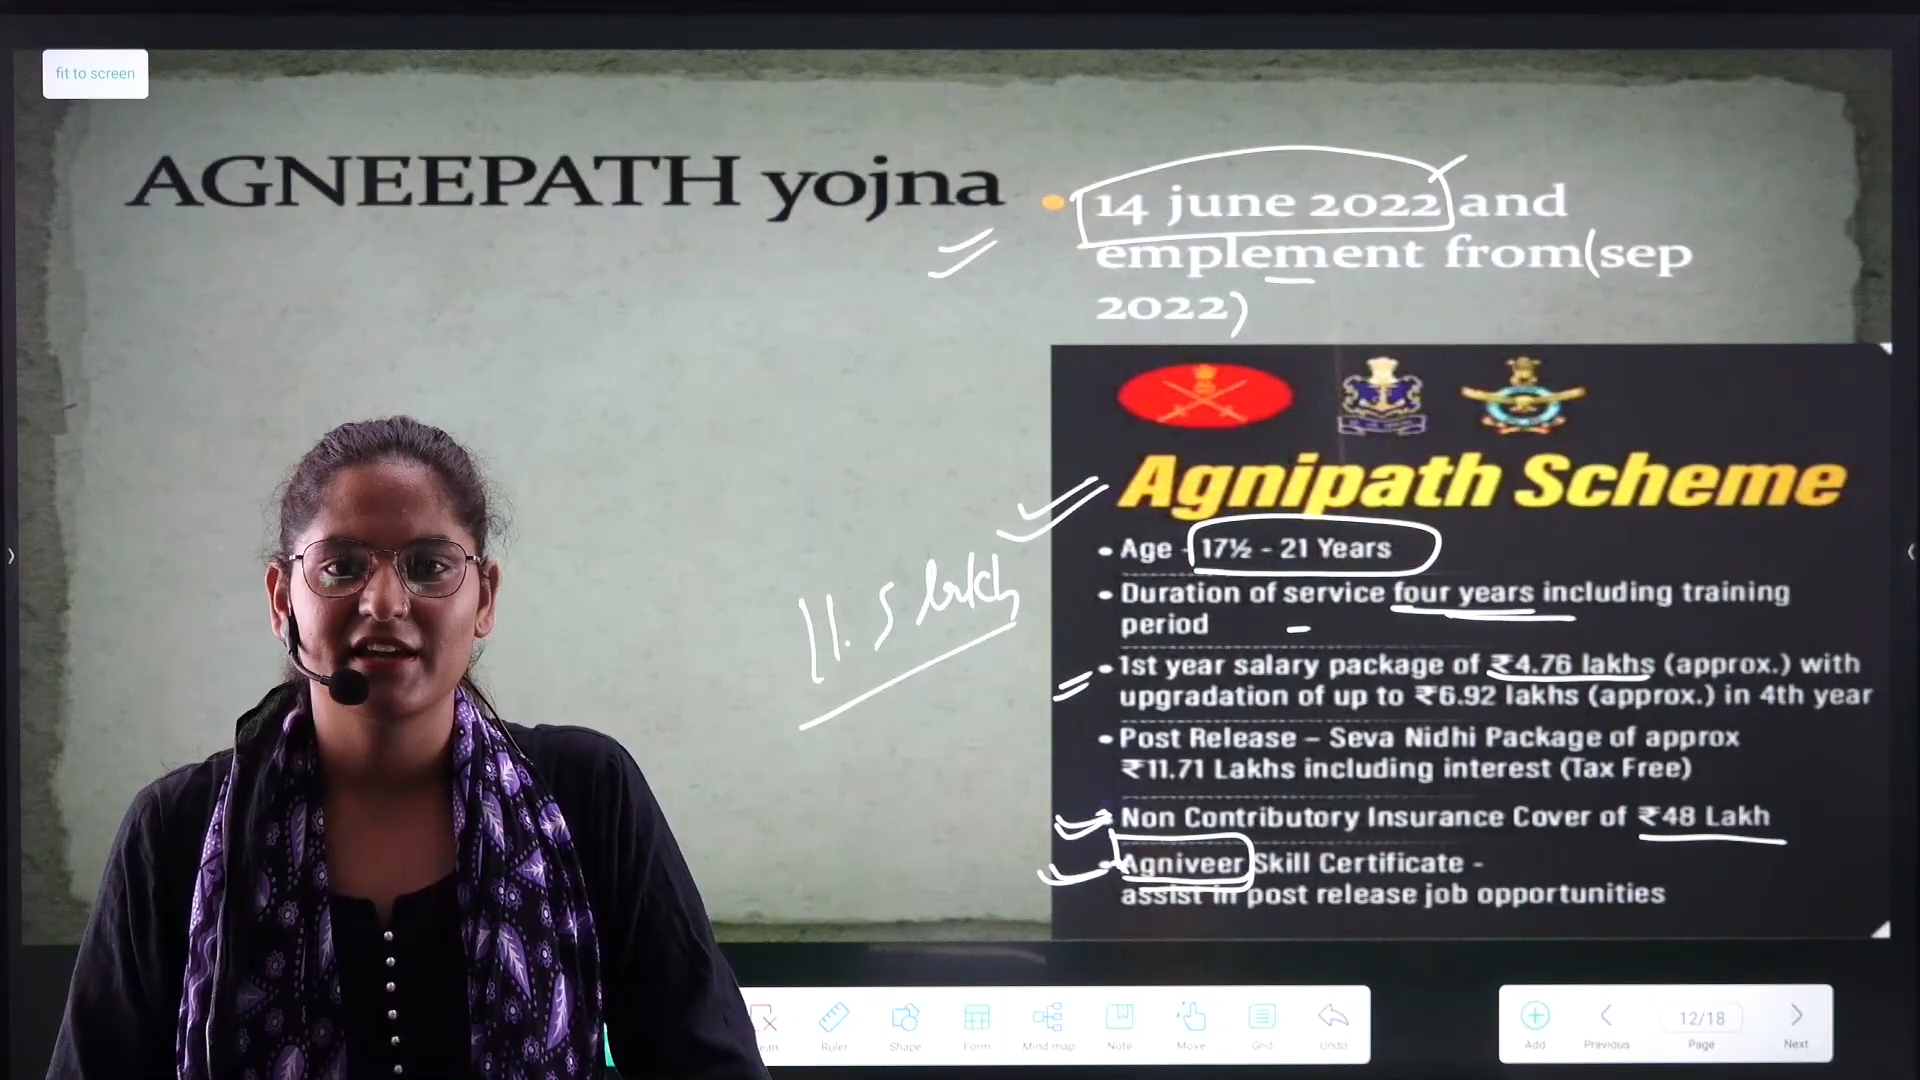 fit to screen
AGNEEPATH yojna
• 14 june 2022 and
emplement from(sep
2022)
Agnipath Scheme
• Age - 17½ - 21 Years
• Duration of service four years including training
period
11.5 lakh
• 1st year salary package of ₹4.76 lakhs (approx.) with
upgradation of up to ₹6.92 lakhs (approx.) in 4th year
• Post Release – Seva Nidhi Package of approx
₹11.71 Lakhs including interest (Tax Free)
• Non Contributory Insurance Cover of ₹48 Lakh
• Agniveer Skill Certificate -
assist in post release job opportunities
Ruler Shape Form Mind map Note Move Grid Undo
Add Previous 12/18 Page Next